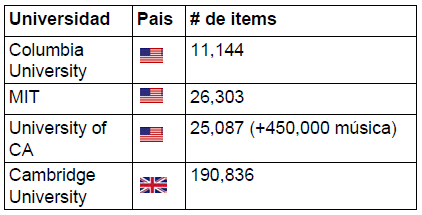 Universidad Pais # de items
Columbia 11,144
University
MIT 26,303
University of 25,087 (+450,000 música)
CA
Cambridge 190,836
University